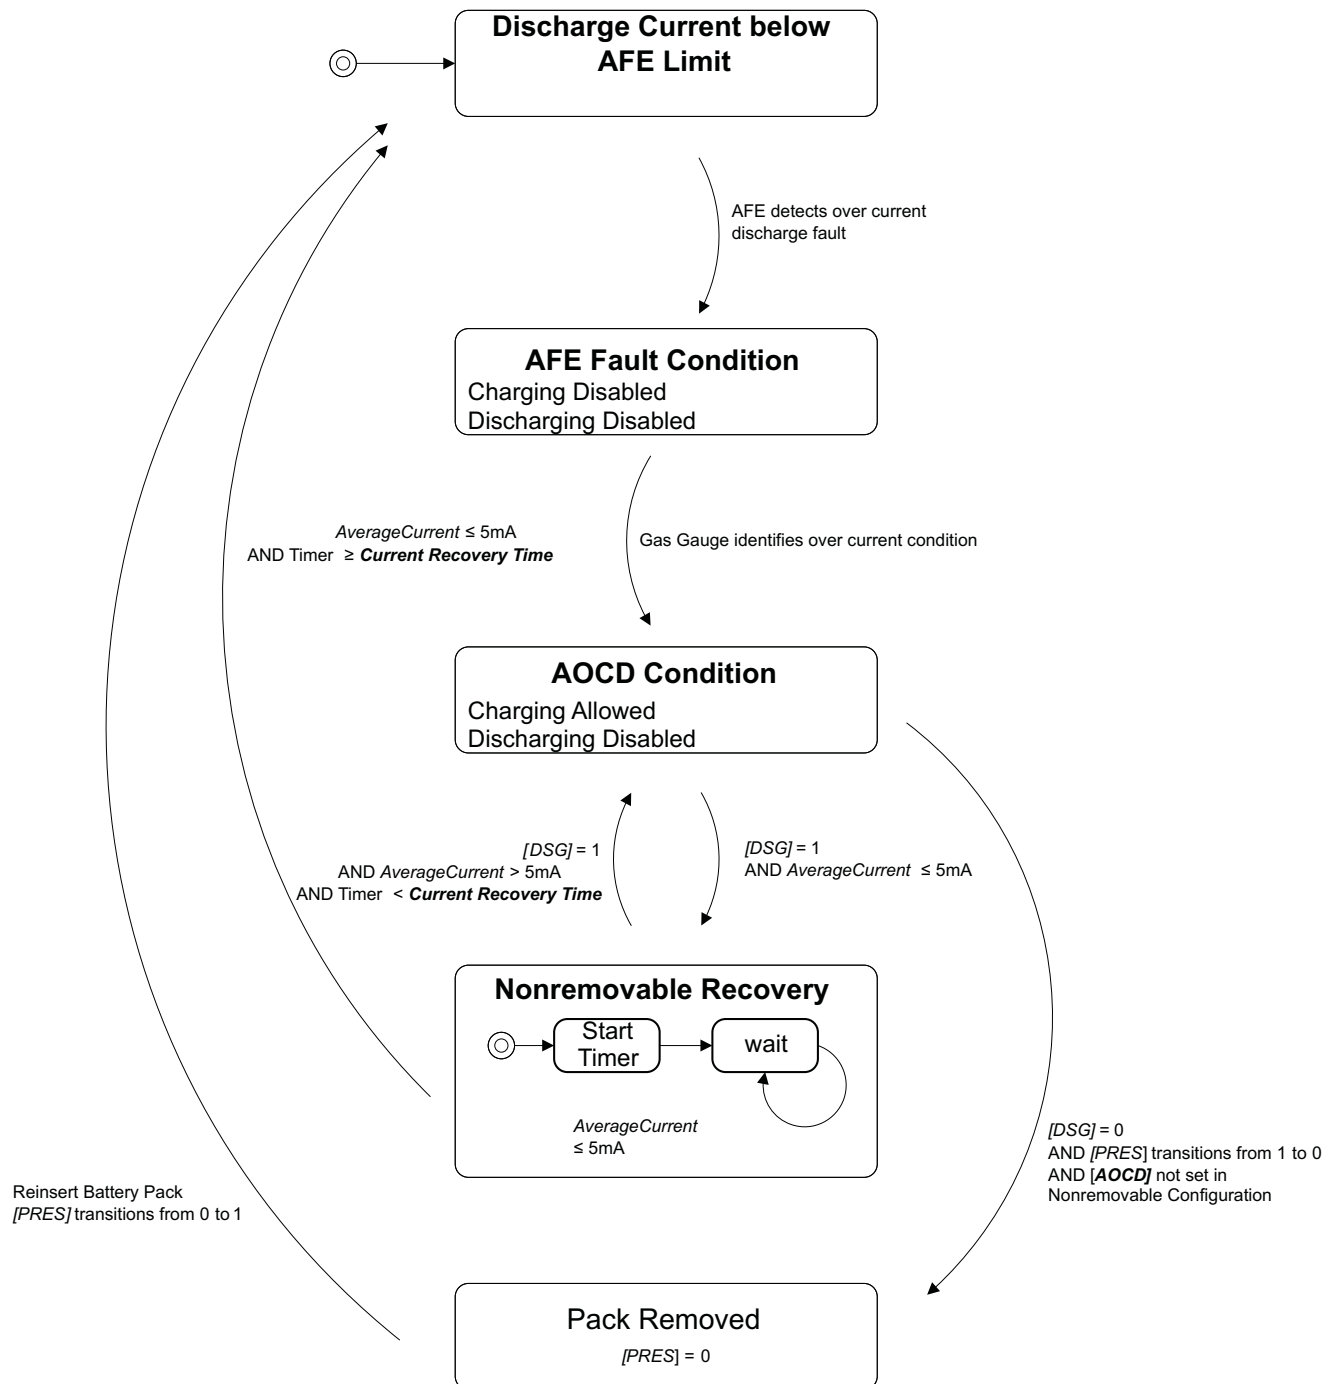 Discharge Current below
AFE Limit
AFE detects over current
discharge fault
AFE Fault Condition
Charging Disabled
Discharging Disabled
AverageCurrent ≤ 5mA
AND Timer ≥ Current Recovery Time
Gas Gauge identifies over current condition
AOCD Condition
Charging Allowed
Discharging Disabled
[DSG] = 1
AND AverageCurrent > 5mA
AND Timer < Current Recovery Time
[DSG] = 1
AND AverageCurrent ≤ 5mA
Nonremovable Recovery
Start
Timer
wait
AverageCurrent
≤ 5mA
[DSG] = 0
AND [PRES] transitions from 1 to 0
AND [AOCD] not set in
Nonremovable Configuration
Reinsert Battery Pack
[PRES] transitions from 0 to 1
Pack Removed
[PRES] = 0